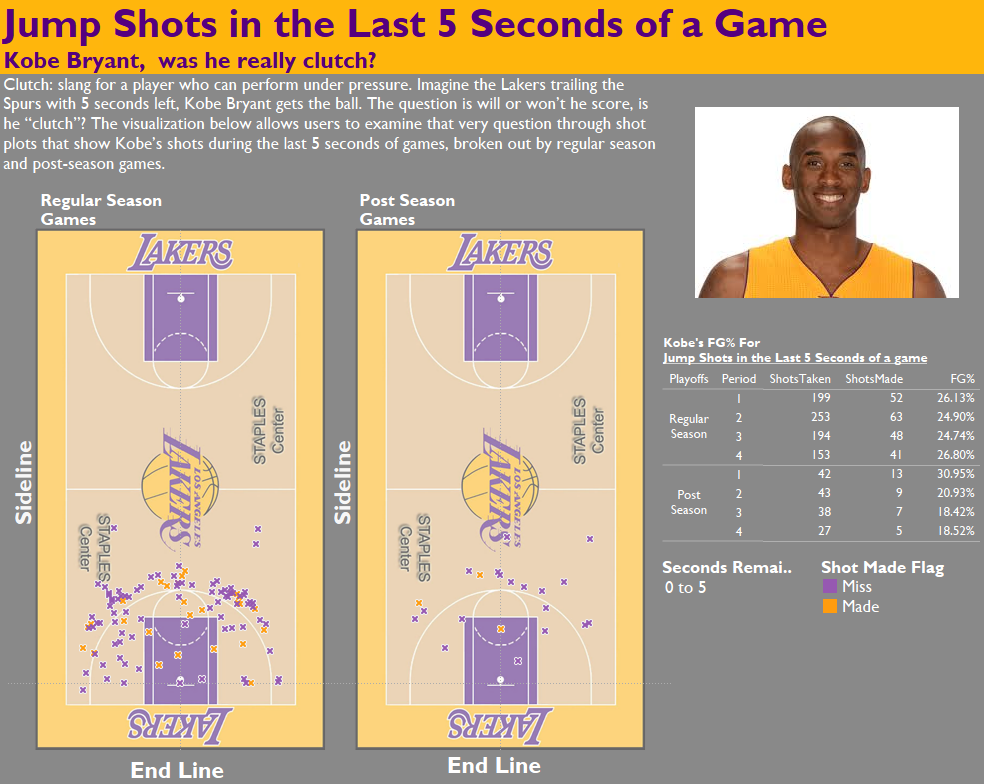 Jump Shots in the Last 5 Seconds of a Game
Kobe Bryant, was he really clutch?
Clutch: slang for a player who can perform under pressure. Imagine the Lakers trailing the
Spurs with 5 seconds left, Kobe Bryant gets the ball. The question is will or won't he score, is
he "clutch"? The visualization below allows users to examine that very question through shot
plots that show Kobe's shots during the last 5 seconds of games, broken out by regular season
and post-season games.
Regular Season
Games
LAKERS
STAPLES
Center
LOS ANGELES
LAKERS
STAPLES
Center
LAKERS
Sideline
End Line
Post Season
Games
LAKERS
STAPLES
Center
LOS ANGELES
LAKERS
STAPLES
Center
LAKERS
Sideline
End Line
Kobe's FG% For
Jump Shots in the Last 5 Seconds of a game
Playoffs Period ShotsTaken ShotsMade FG%
Regular Season
1 199 52 26.13%
2 253 63 24.90%
3 194 48 24.74%
4 153 41 26.80%
Post Season
1 42 13 30.95%
2 43 9 20.93%
3 38 7 18.42%
4 27 5 18.52%
Seconds Remai..
0 to 5
Shot Made Flag
Miss
Made